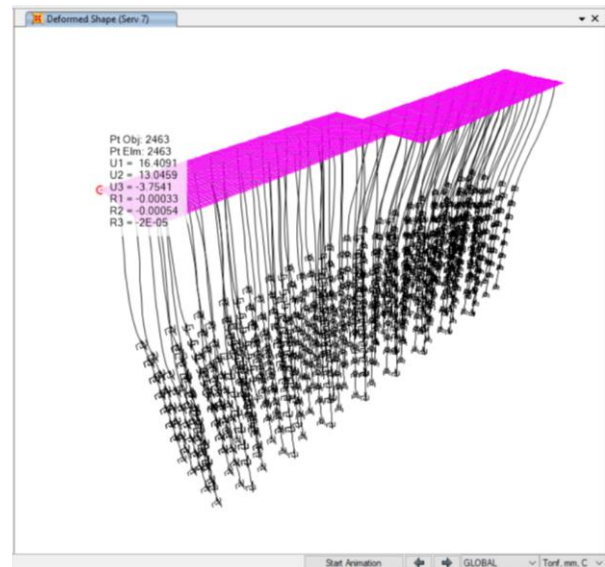 Deformed Shape (Serv 7)
Pt Obj: 2463
Pt Elm: 2463
U1 = 16.4091
U2 = 13.0459
U3 = -3.7541
R1 = -0.00033
R2 = -0.00054
R3 = -2E-05
Start Animation
GLOBAL
Tonf, mm, C